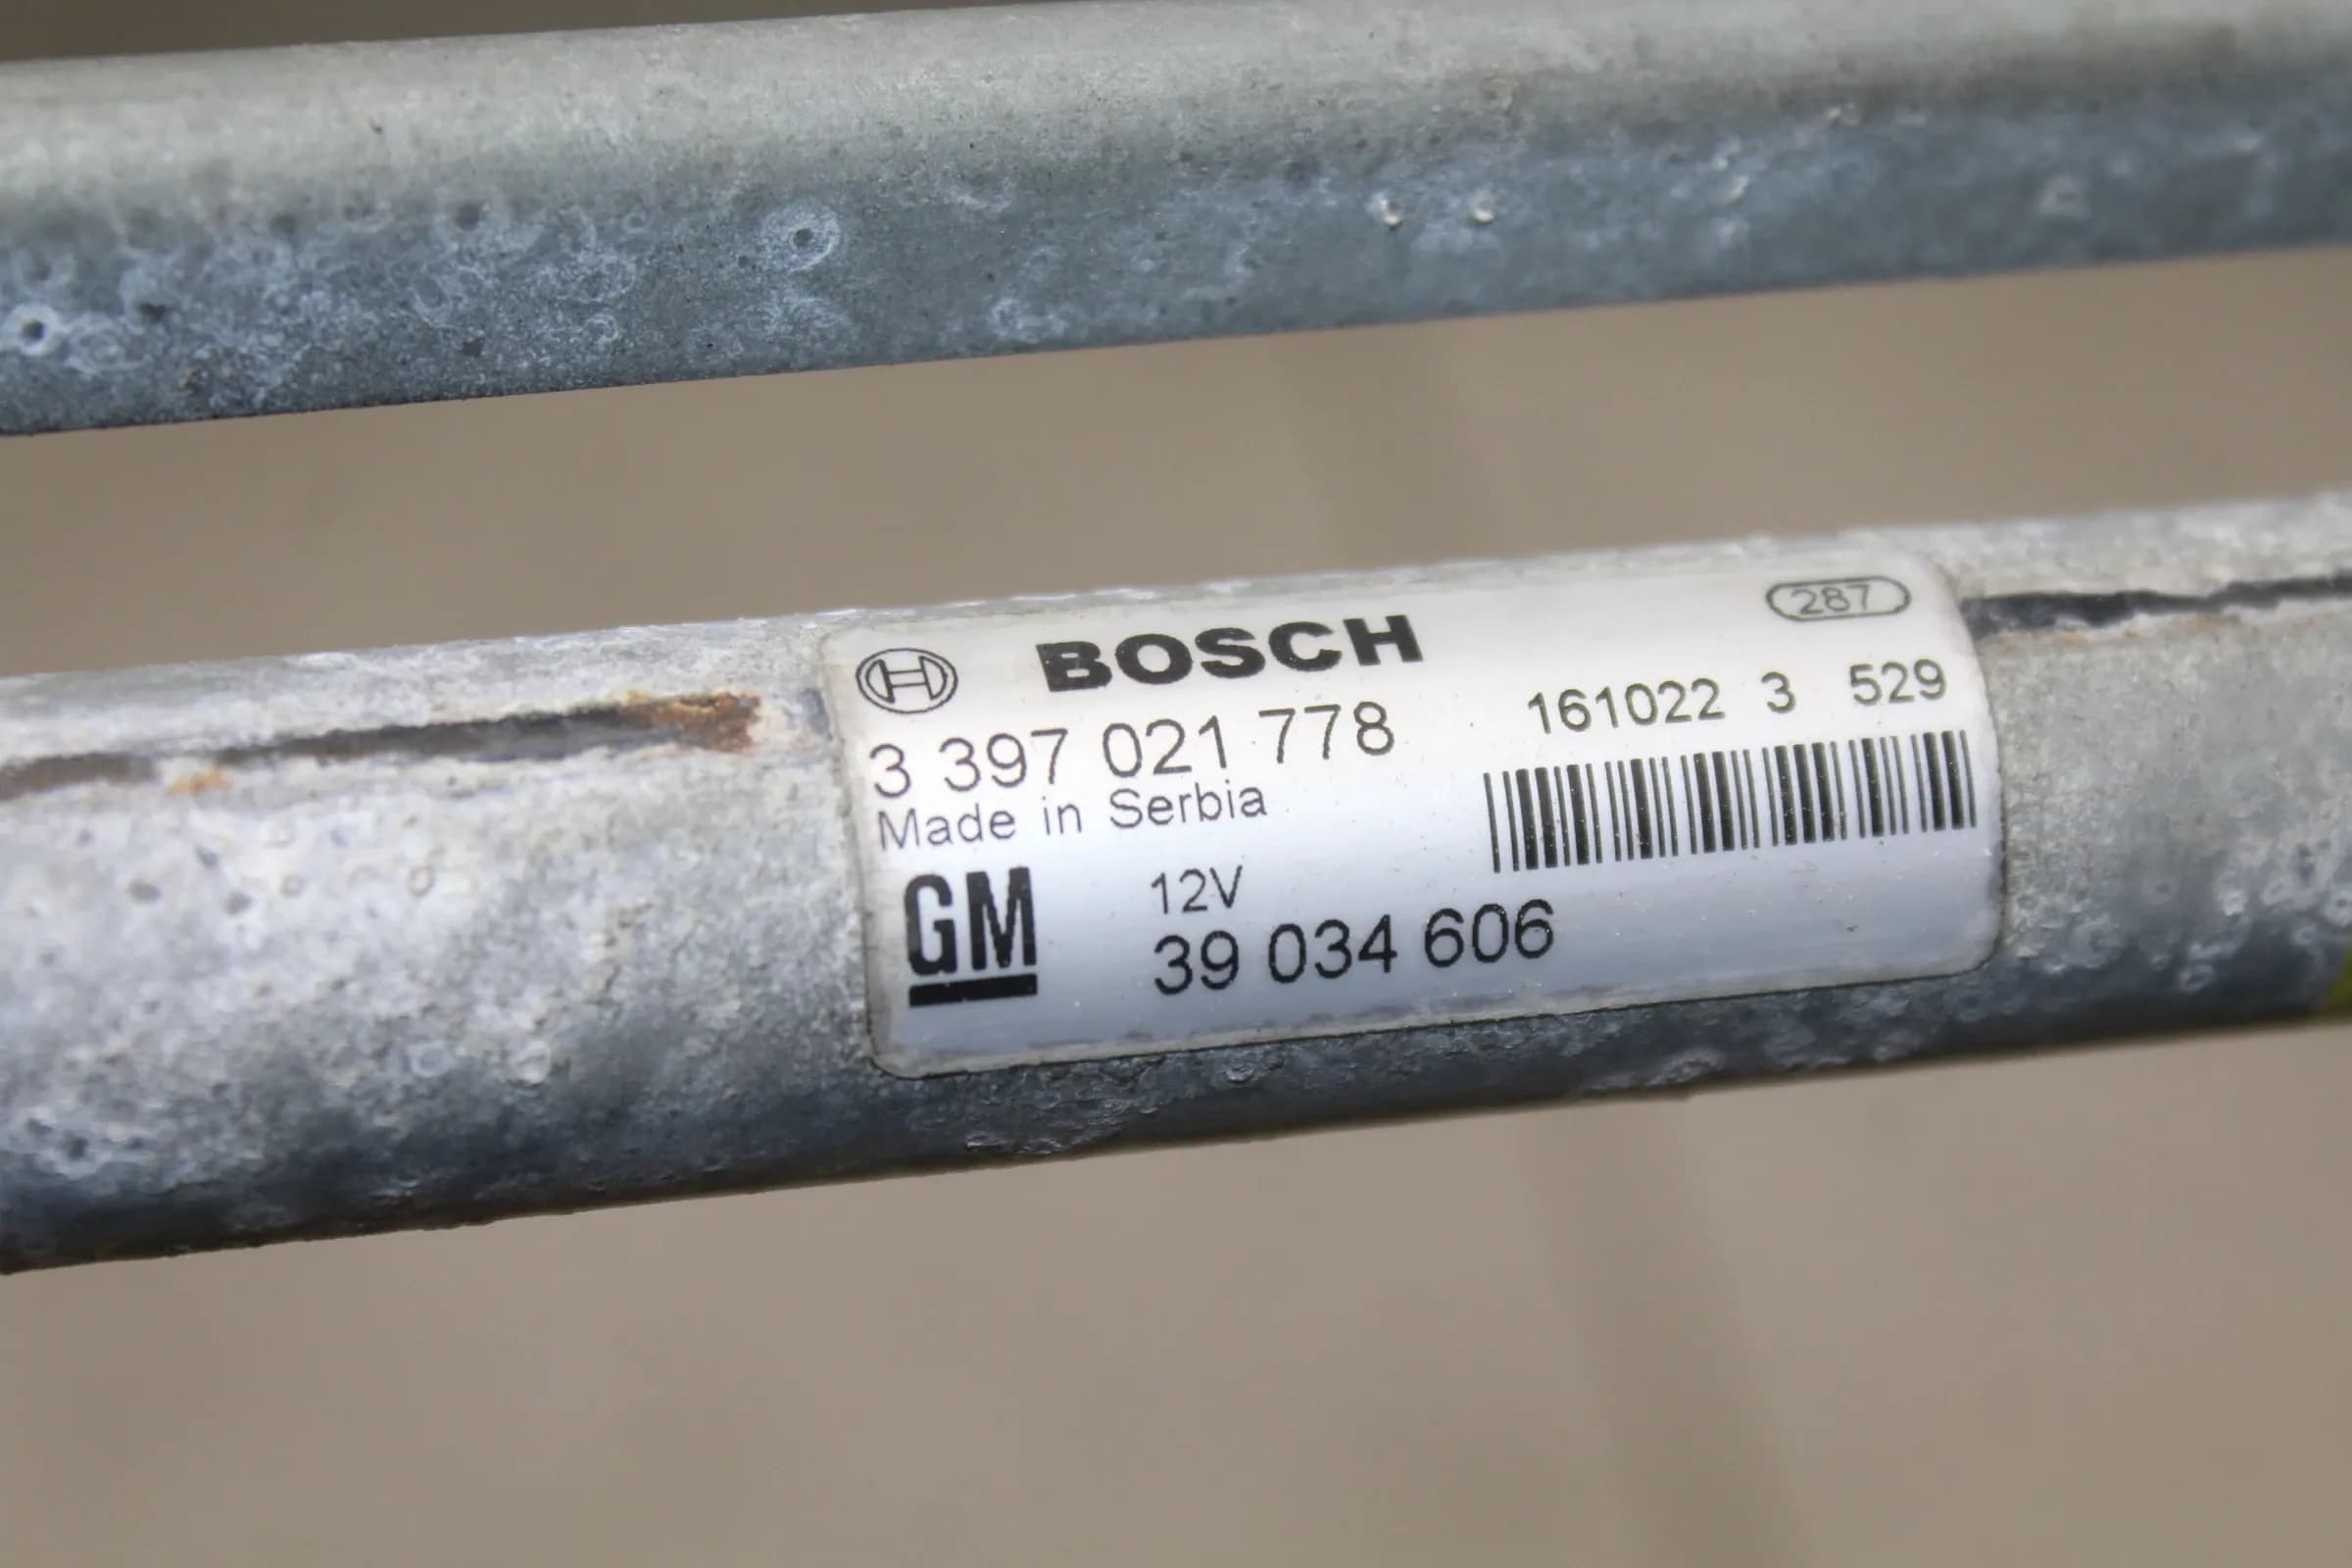 BOSCH
287
3 397 021 778
161022 3 529
Made in Serbia
GM
12V
39 034 606